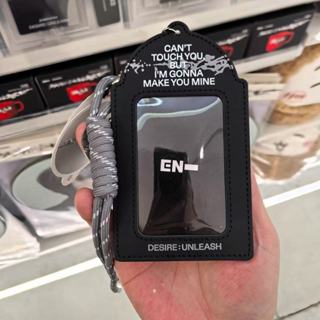 CAN'T
TOUCH YOU,
BUT
I'M GONNA
MAKE YOU MINE
EN—
DESIRE : UNLEASH